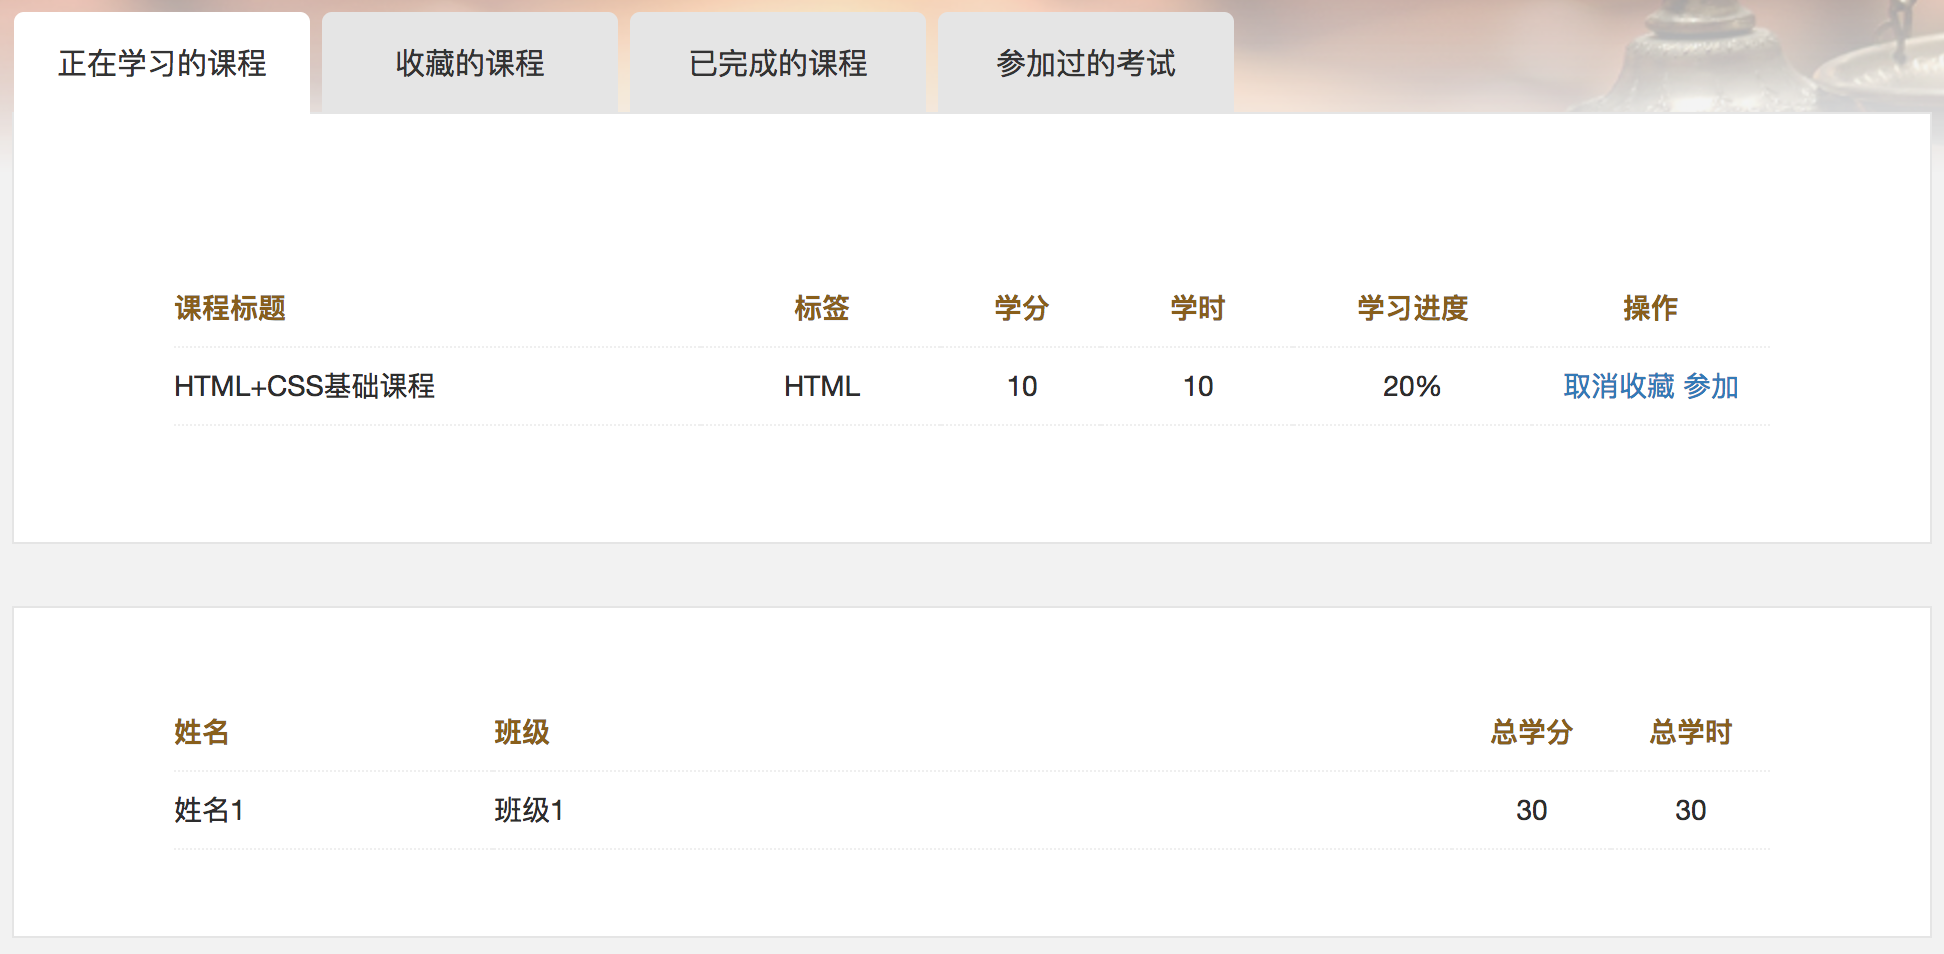 正在学习的课程 收藏的课程 已完成的课程 参加过的考试
课程标题 标签 学分 学时 学习进度 操作
HTML+CSS基础课程 HTML 10 10 20% 取消收藏 参加
姓名 班级 总学分 总学时
姓名1 班级1 30 30